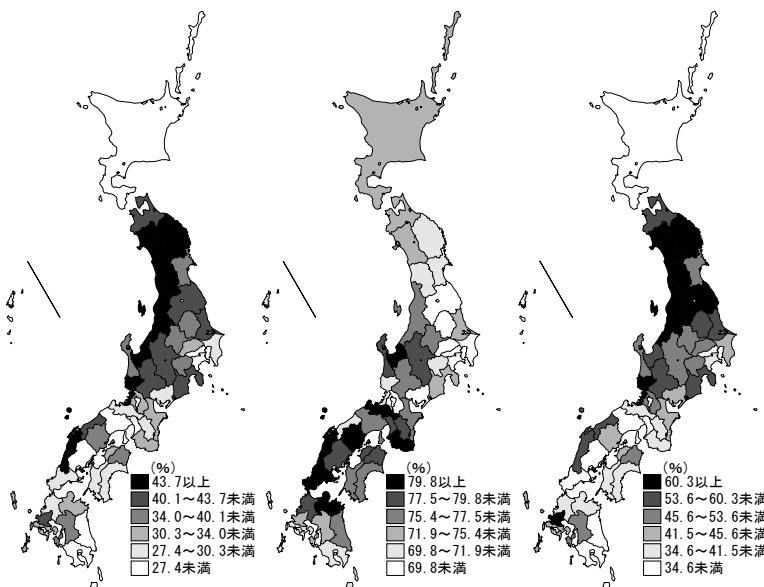 (%)
43.7以上
40.1～43.7未満
34.0～40.1未満
30.3～34.0未満
27.4～30.3未満
27.4未満
(%)
79.8以上
77.5～79.8未満
75.4～77.5未満
71.9～75.4未満
69.8～71.9未満
69.8未満
(%)
60.3以上
53.6～60.3未満
45.6～53.6未満
41.5～45.6未満
34.6～41.5未満
34.6未満